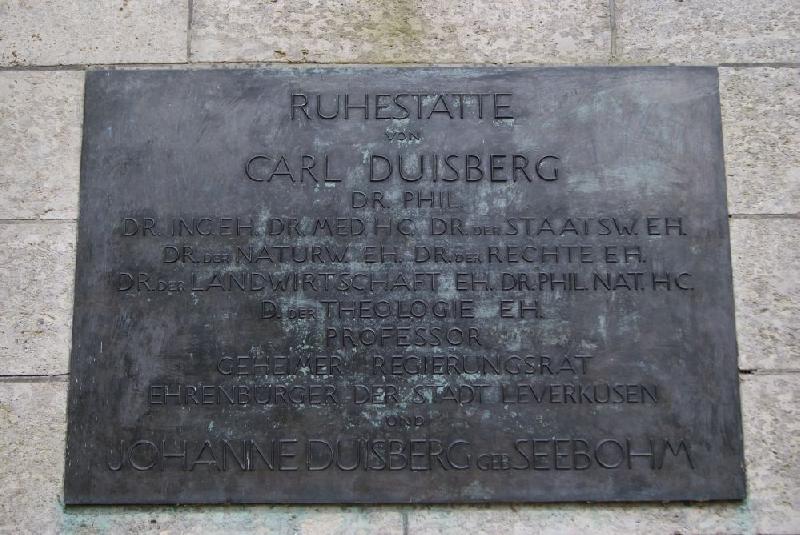 RUHESTÄTTE
VON
CARL DUISBERG
DR. PHIL.
DR. ING. EH. DR. MED. H.C. DR. DER STAATSW. EH.
DR. DER NATURW. EH. DR. DER RECHTE EH.
DR. DER LANDWIRTSCHAFT EH. DR. PHIL. NAT. HC.
D. DER THEOLOGIE EH.
PROFESSOR
GEHEIMER REGIERUNGSRAT
EHRENBÜRGER DER STADT LEVERKUSEN
UND
JOHANNE DUISBERG GEB. SEEBOHM